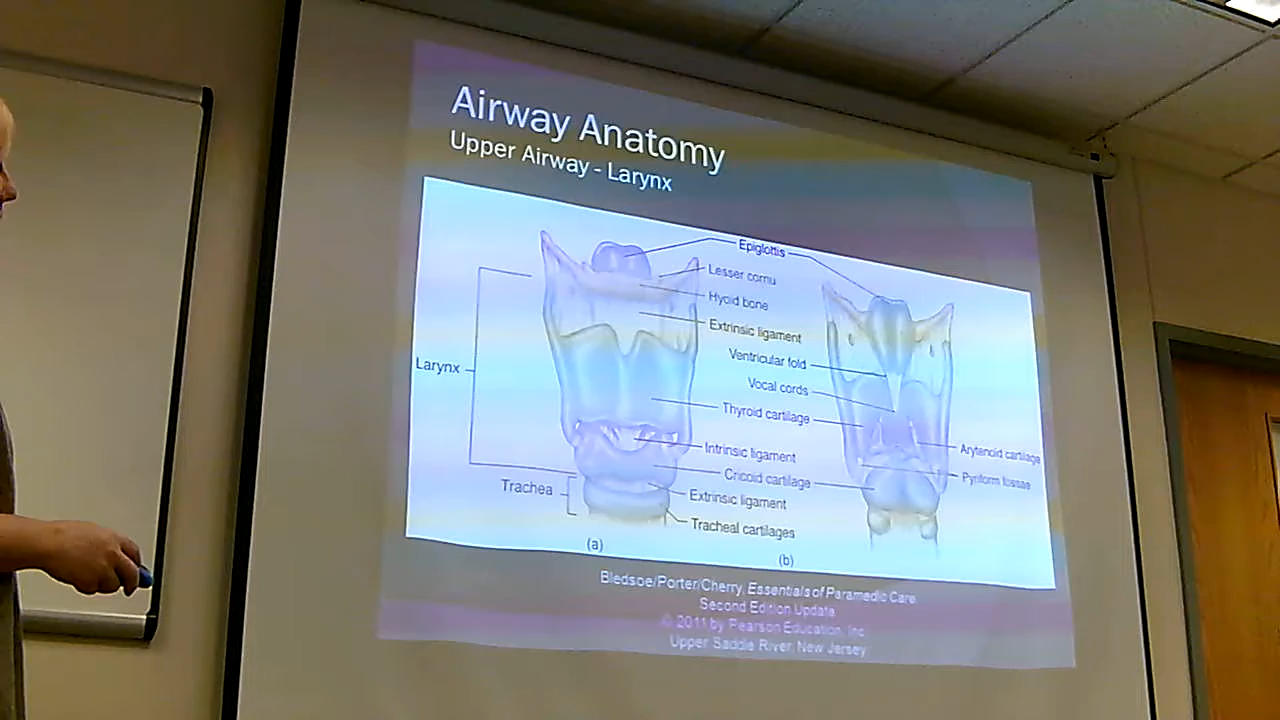 Airway Anatomy
Upper Airway - Larynx
Epiglottis
Lesser cornu
Hyoid bone
Extrinsic ligament
Ventricular fold
Larynx
Vocal cords
Thyroid cartilage
Intrinsic ligament
Arytenoid cartilage
Cricoid cartilage
Pyriform fossae
Trachea
Extrinsic ligament
Tracheal cartilages
(a)
(b)
Bledsoe/Porter/Cherry, Essentials of Paramedic Care
Second Edition Update
© 2011 by Pearson Education, Inc.
Upper Saddle River, New Jersey